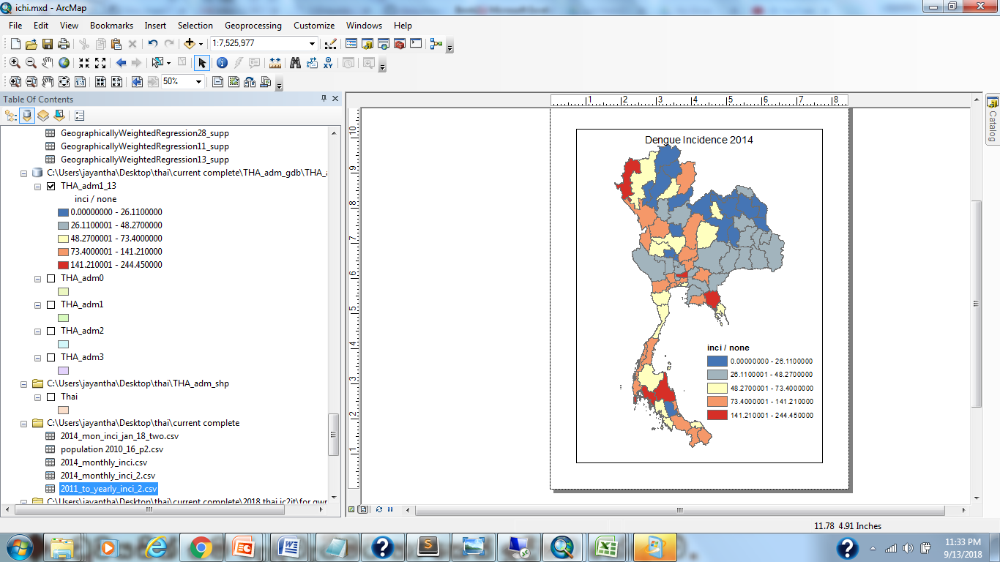 ichi.mxd - ArcMap
File Edit View Bookmarks Insert Selection Geoprocessing Customize Windows Help
1:7,525,977
50%
Table Of Contents
GeographicallyWeightedRegression28_supp
GeographicallyWeightedRegression11_supp
GeographicallyWeightedRegression13_supp
C:\Users\jayantha\Desktop\thai\current complete\THA_adm_gdb\THA_a
THA_adm1_13
inci / none
0.00000000 - 26.1100000
26.1100001 - 48.2700000
48.2700001 - 73.4000000
73.4000001 - 141.210000
141.210001 - 244.450000
THA_adm0
THA_adm1
THA_adm2
THA_adm3
C:\Users\jayantha\Desktop\thai\THA_adm_shp
Thai
C:\Users\jayantha\Desktop\thai\current complete
2014_mon_inci_jan_18_two.csv
population 2010_16_p2.csv
2014_monthly_inci.csv
2014_monthly_inci_2.csv
2011_to_yearly_inci_2.csv
C:\Users\jayantha\Desktop\thai\current complete\2018 thai ic2it\for gwr
1 2 3 4 5 6 7 8
10
9
8
7
6
5
4
3
2
1
Dengue Incidence 2014
inci / none
0.00000000 - 26.1100000
26.1100001 - 48.2700000
48.2700001 - 73.4000000
73.4000001 - 141.210000
141.210001 - 244.450000
Catalog
11.78 4.91 Inches
11:33 PM
9/13/2018